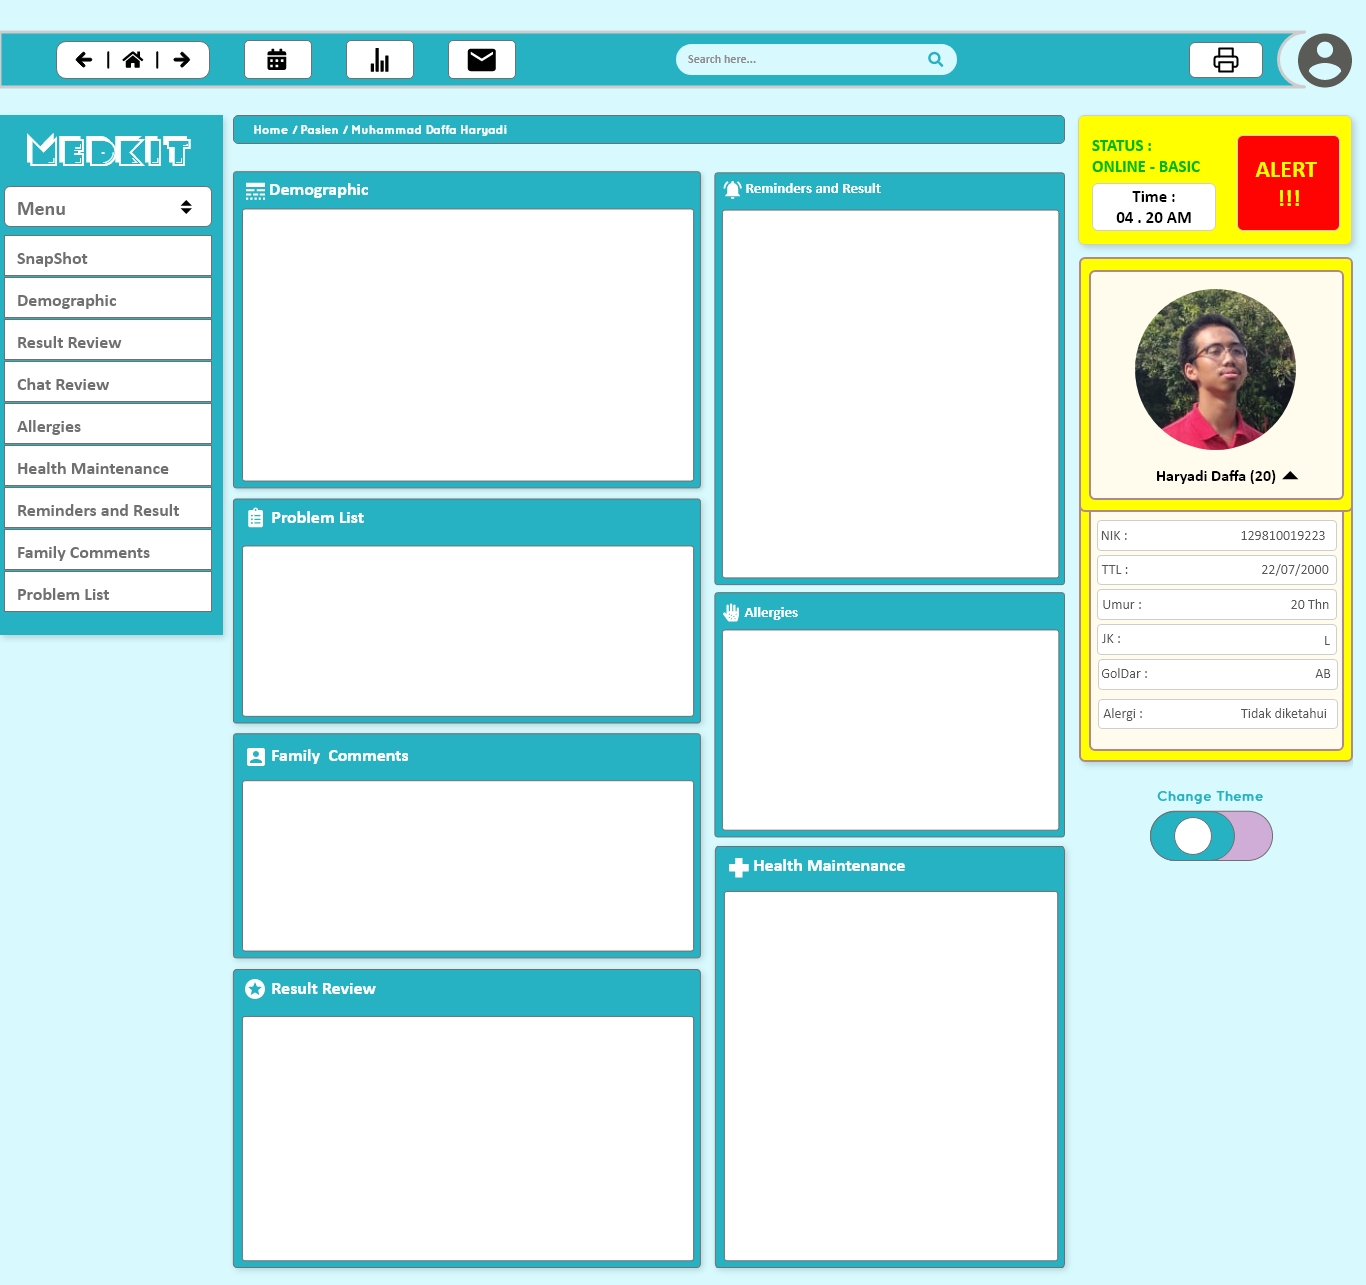 Search here...
MEDKIT
Menu
SnapShot
Demographic
Result Review
Chat Review
Allergies
Health Maintenance
Reminders and Result
Family Comments
Problem List
Home / Pasien / Muhammad Daffa Haryadi
Demographic
Problem List
Family Comments
Result Review
Reminders and Result
Allergies
Health Maintenance
STATUS :
ONLINE - BASIC
Time :
04 . 20 AM
ALERT
!!!
Haryadi Daffa (20)
NIK : 129810019223
TTL : 22/07/2000
Umur : 20 Thn
JK : L
GolDar : AB
Alergi : Tidak diketahui
Change Theme